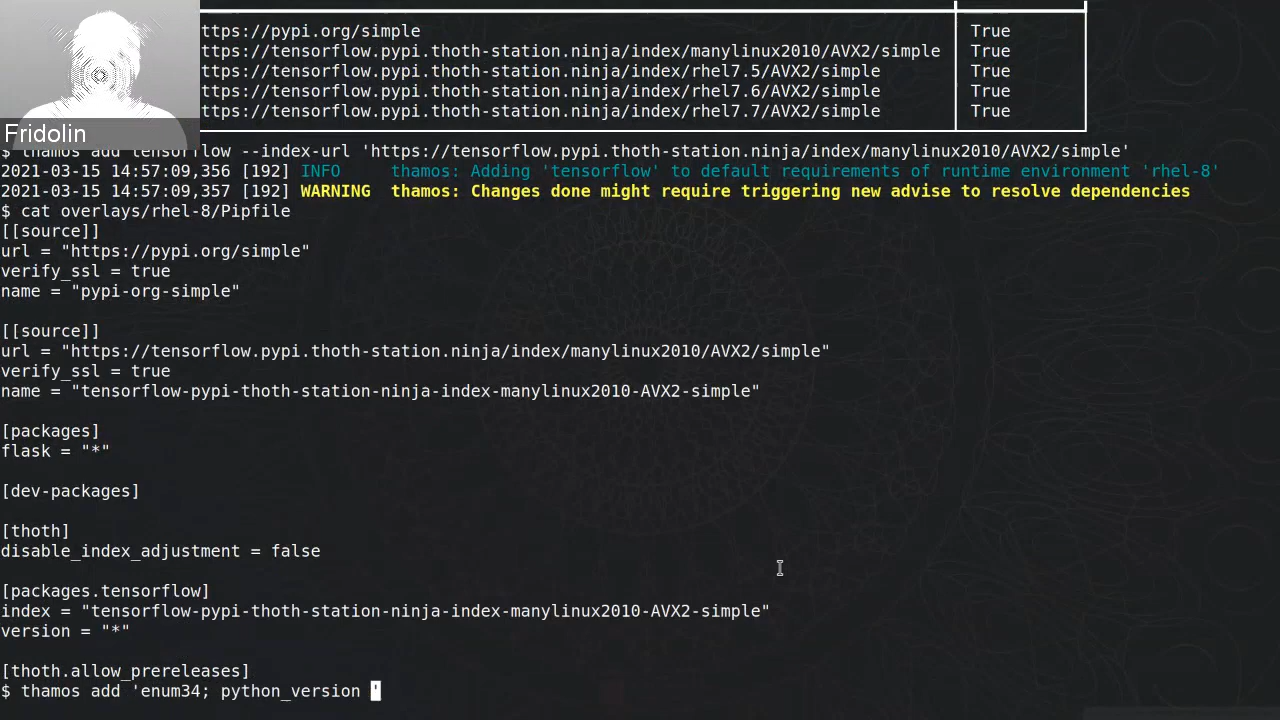 ttps://pypi.org/simple True
ttps://tensorflow.pypi.thoth-station.ninja/index/manylinux2010/AVX2/simple True
ttps://tensorflow.pypi.thoth-station.ninja/index/rhel7.5/AVX2/simple True
ttps://tensorflow.pypi.thoth-station.ninja/index/rhel7.6/AVX2/simple True
ttps://tensorflow.pypi.thoth-station.ninja/index/rhel7.7/AVX2/simple True
Fridolin
$ thamos add tensorflow --index-url 'https://tensorflow.pypi.thoth-station.ninja/index/manylinux2010/AVX2/simple'
2021-03-15 14:57:09,356 [192] INFO thamos: Adding 'tensorflow' to default requirements of runtime environment 'rhel-8'
2021-03-15 14:57:09,357 [192] WARNING thamos: Changes done might require triggering new advise to resolve dependencies
$ cat overlays/rhel-8/Pipfile
[[source]]
url = "https://pypi.org/simple"
verify_ssl = true
name = "pypi-org-simple"
[[source]]
url = "https://tensorflow.pypi.thoth-station.ninja/index/manylinux2010/AVX2/simple"
verify_ssl = true
name = "tensorflow-pypi-thoth-station-ninja-index-manylinux2010-AVX2-simple"
[packages]
flask = "*"
[dev-packages]
[thoth]
disable_index_adjustment = false
[packages.tensorflow]
index = "tensorflow-pypi-thoth-station-ninja-index-manylinux2010-AVX2-simple"
version = "*"
[thoth.allow_prereleases]
$ thamos add 'enum34; python_version '